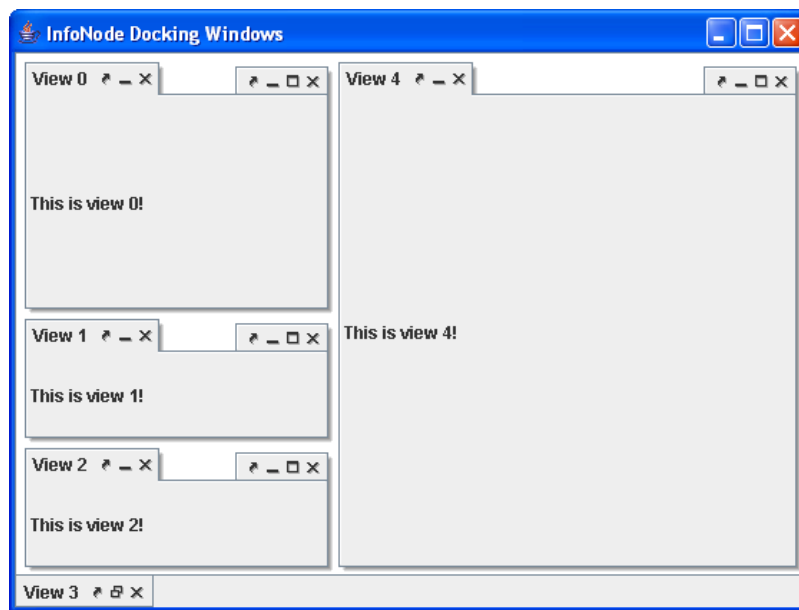 InfoNode Docking Windows
View 0
This is view 0!
View 1
This is view 1!
View 2
This is view 2!
View 4
This is view 4!
View 3